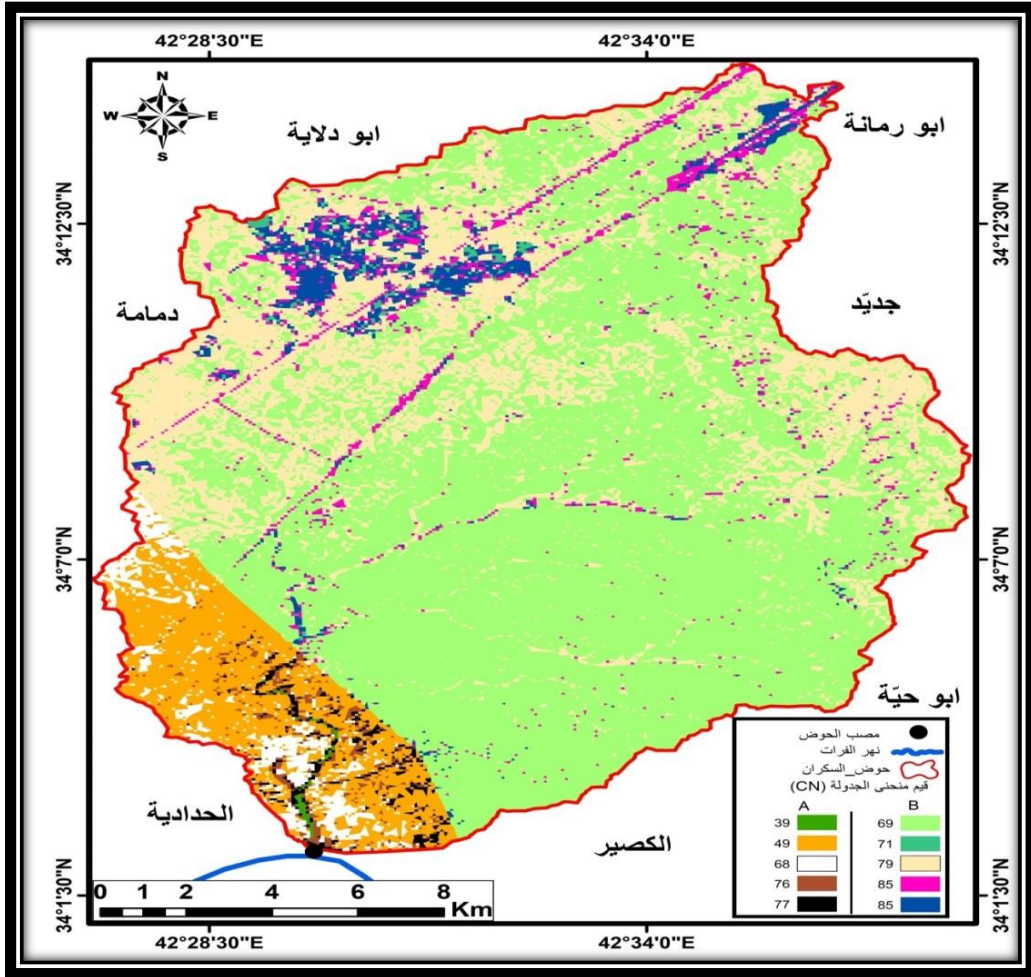 42°28'30"E 42°34'0"E
N
W E
S
ابو دلاية
ابو رمانة
34°12'30"N 34°12'30"N
دمامة
جديّد
34°7'0"N 34°7'0"N
ابو حيّة
الحدادية
الكصير
مصب الحوض
نهر الفرات
حوض_السكران
قيم منحنى الجدولة (CN)
A B
39 69
49 71
68 79
76 85
77 85
34°1'30"N 34°1'30"N
0 1 2 4 6 8
Km
42°28'30"E 42°34'0"E